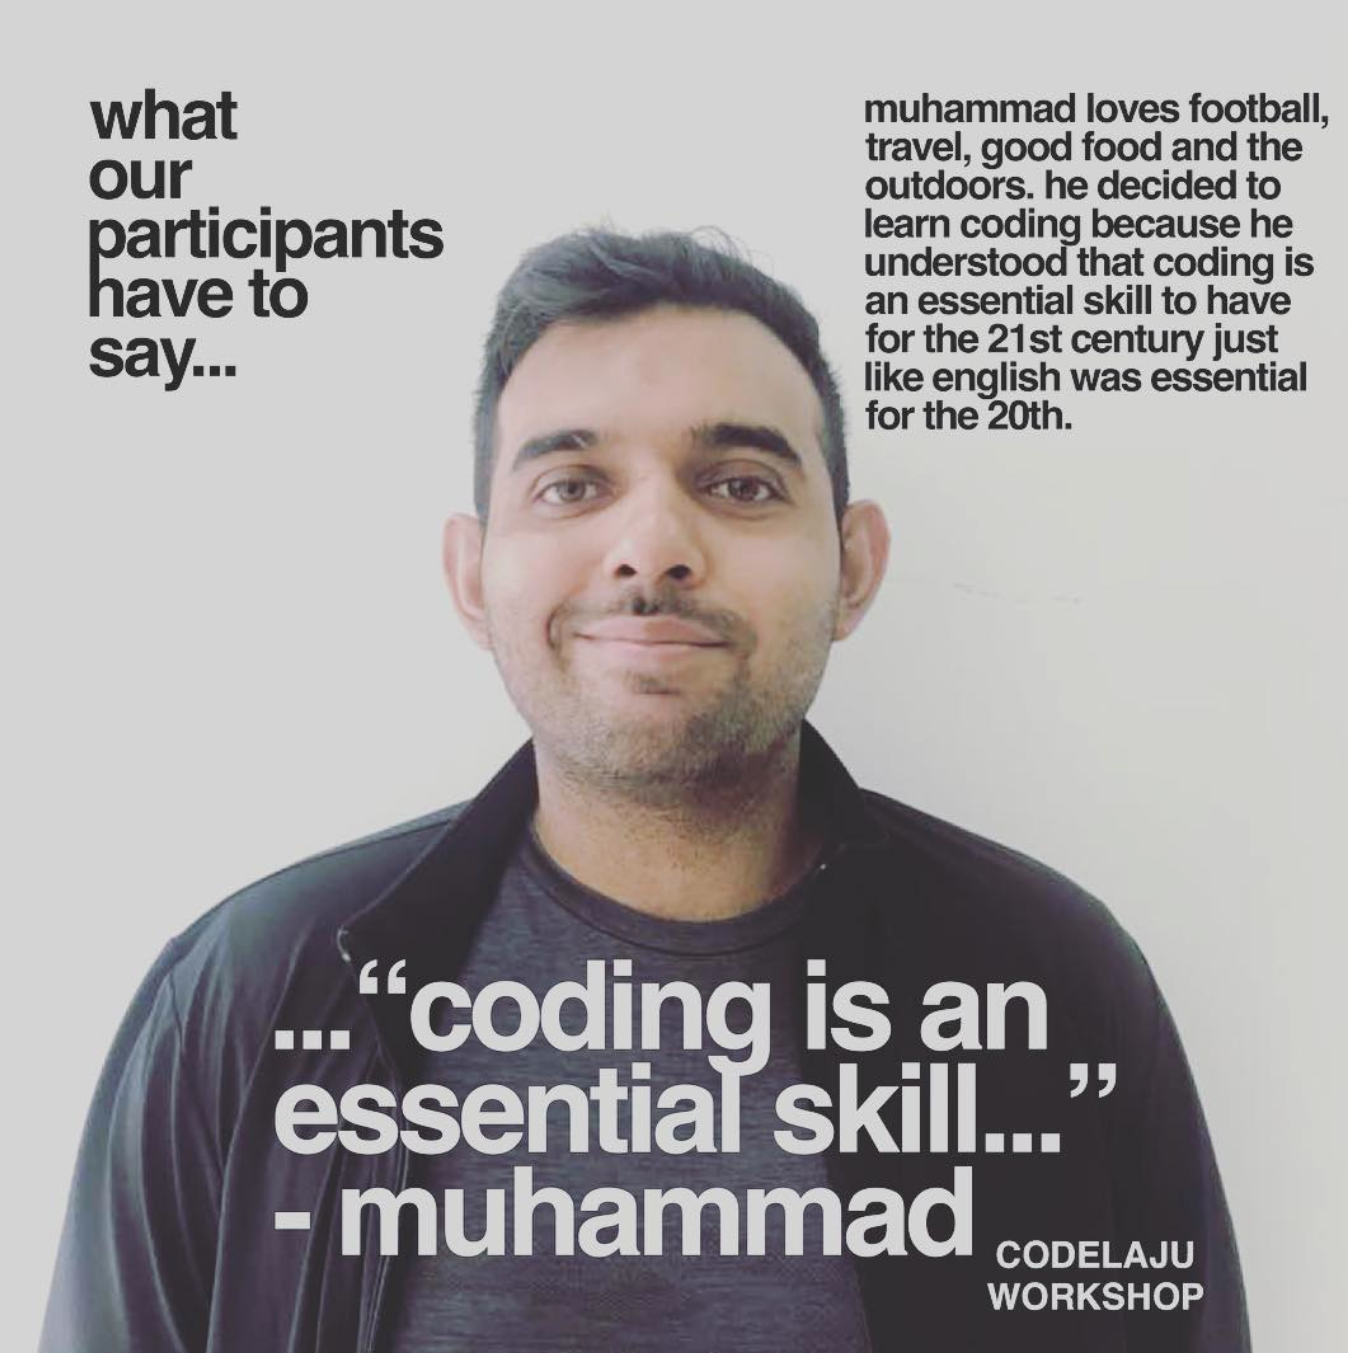 what
our
participants
have to
say...
muhammad loves football,
travel, good food and the
outdoors. he decided to
learn coding because he
understood that coding is
an essential skill to have
for the 21st century just
like english was essential
for the 20th.
...“coding is an
essential skill...”
- muhammad
CODELAJU
WORKSHOP